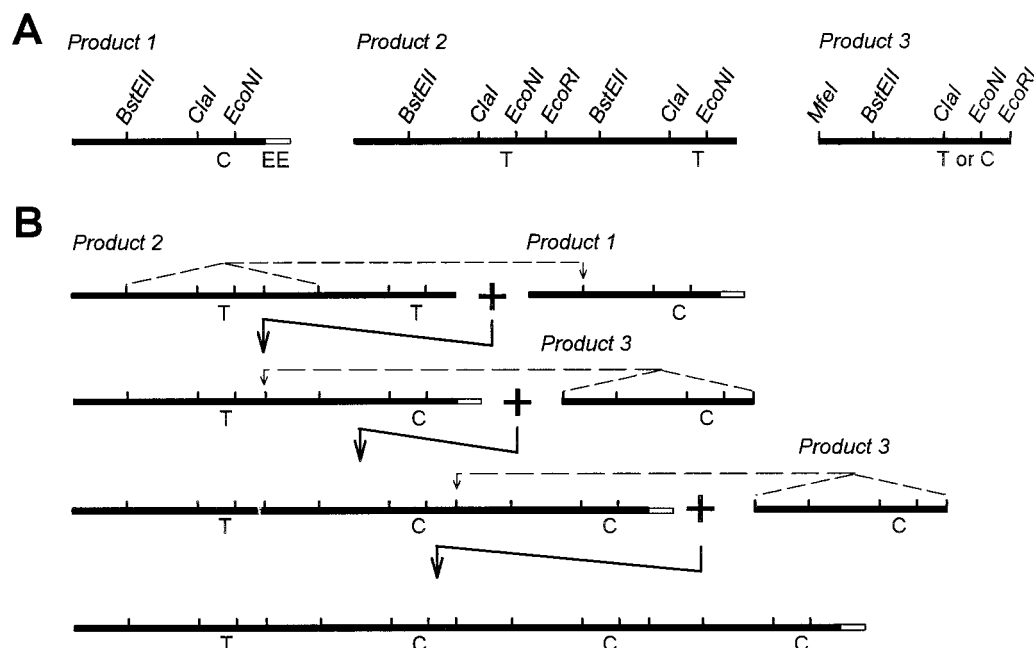 A
Product 1
Product 2
Product 3
BstEII
ClaI
EcoNI
BstEII
ClaI
EcoNI
EcoRI
BstEII
ClaI
EcoNI
MfeI
BstEII
ClaI
EcoNI
EcoRI
C
EE
T
T
T or C
B
Product 2
Product 1
T
T
+
C
Product 3
T
C
+
C
Product 3
T
C
C
+
C
T
C
C
C